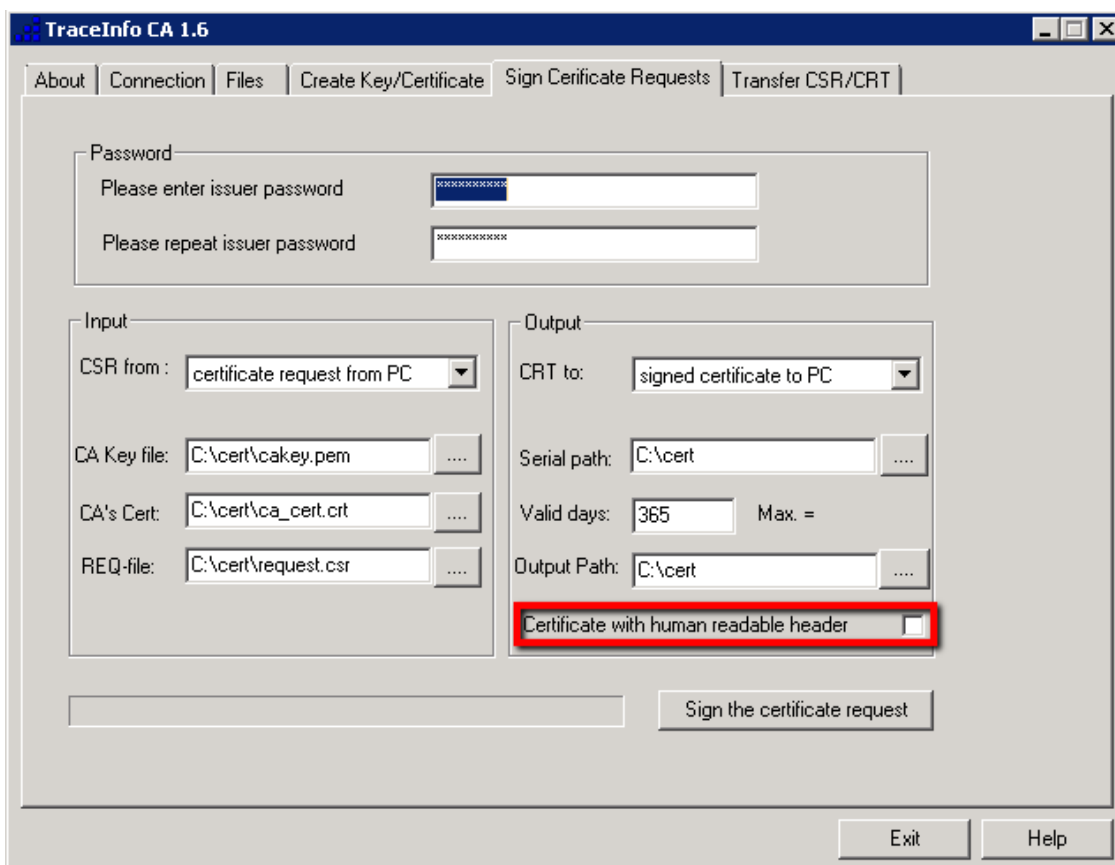 TraceInfo CA 1.6
About Connection Files Create Key/Certificate Sign Cerificate Requests Transfer CSR/CRT
Password
Please enter issuer password **********
Please repeat issuer password **********
Input
CSR from : certificate request from PC
CA Key file: C:\cert\cakey.pem ....
CA's Cert: C:\cert\ca_cert.crt ....
REQ-file: C:\cert\request.csr ....
Output
CRT to: signed certificate to PC
Serial path: C:\cert ....
Valid days: 365 Max. =
Output Path: C:\cert ....
Certificate with human readable header
Sign the certificate request
Exit Help